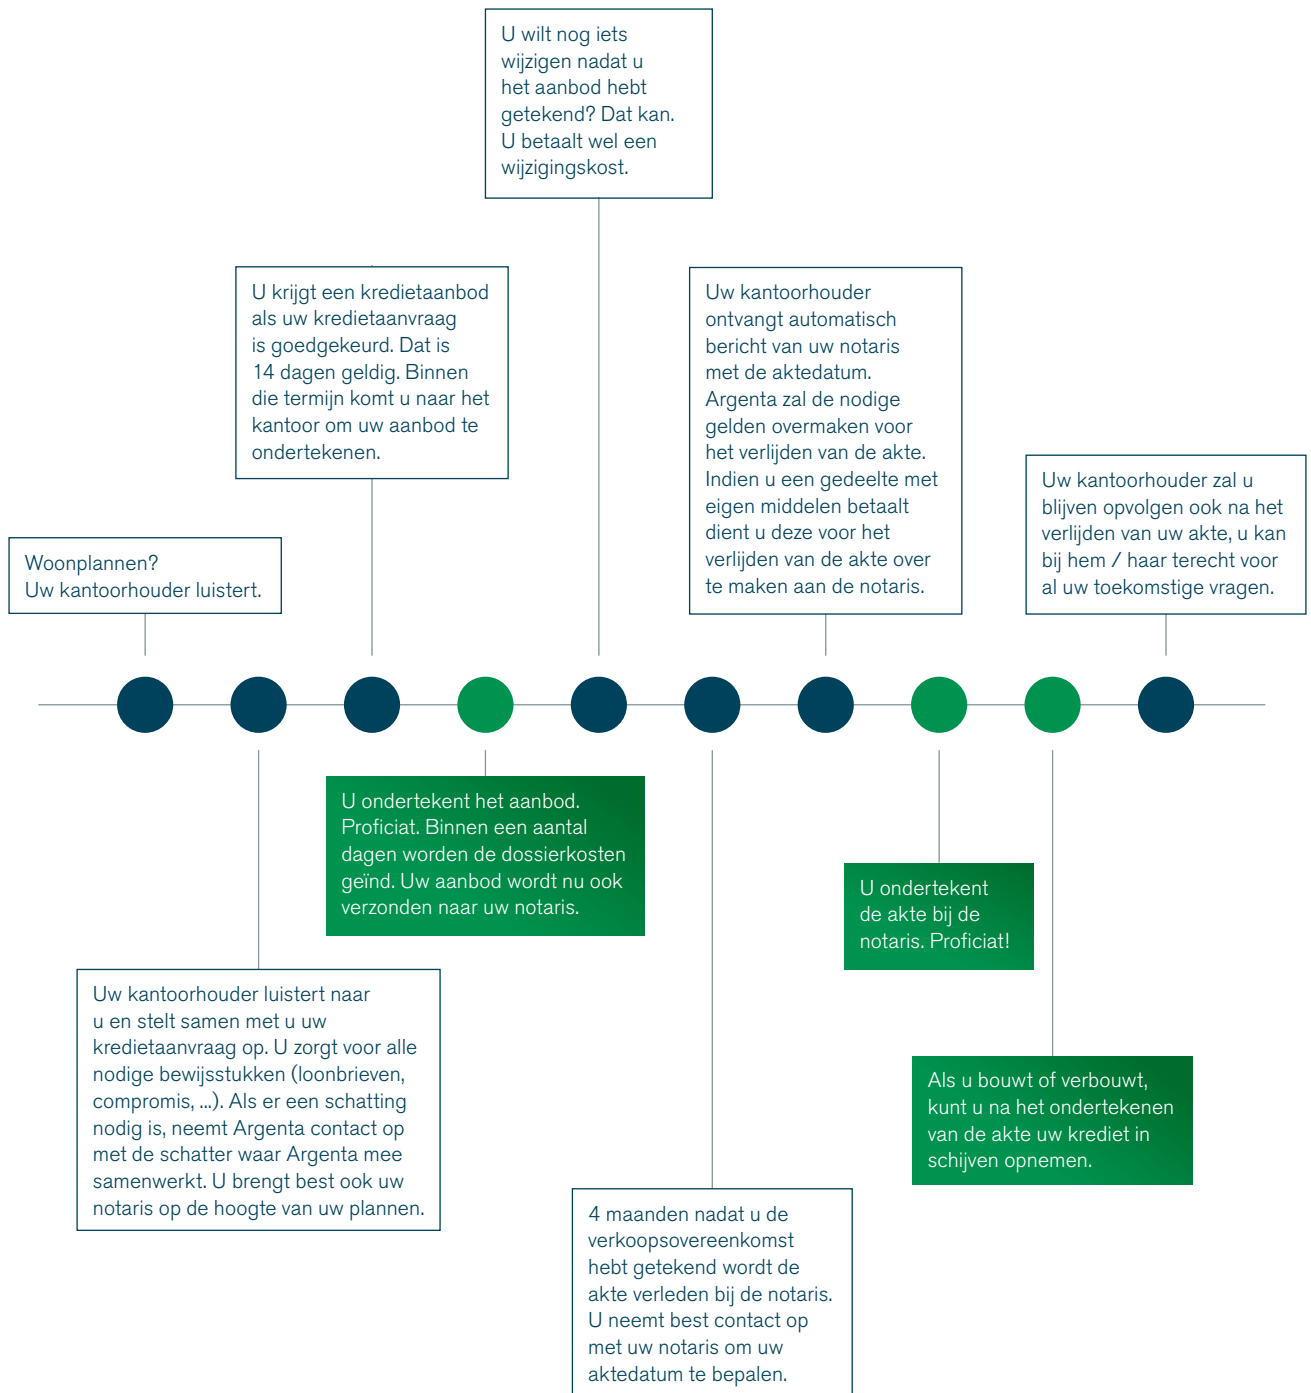 U wilt nog iets
wijzigen nadat u
het aanbod hebt
getekend? Dat kan.
U betaalt wel een
wijzigingskost.
U krijgt een kredietaanbod
als uw kredietaanvraag
is goedgekeurd. Dat is
14 dagen geldig. Binnen
die termijn komt u naar het
kantoor om uw aanbod te
ondertekenen.
Uw kantoorhouder
ontvangt automatisch
bericht van uw notaris
met de aktedatum.
Argenta zal de nodige
gelden overmaken voor
het verlijden van de akte.
Indien u een gedeelte met
eigen middelen betaalt
dient u deze voor het
verlijden van de akte over
te maken aan de notaris.
Uw kantoorhouder zal u
blijven opvolgen ook na het
verlijden van uw akte, u kan
bij hem / haar terecht voor
al uw toekomstige vragen.
Woonplannen?
Uw kantoorhouder luistert.
U ondertekent het aanbod.
Proficiat. Binnen een aantal
dagen worden de dossierkosten
geïnd. Uw aanbod wordt nu ook
verzonden naar uw notaris.
U ondertekent
de akte bij de
notaris. Proficiat!
Uw kantoorhouder luistert naar
u en stelt samen met u uw
kredietaanvraag op. U zorgt voor alle
nodige bewijsstukken (loonbrieven,
compromis, ...). Als er een schatting
nodig is, neemt Argenta contact op
met de schatter waar Argenta mee
samenwerkt. U brengt best ook uw
notaris op de hoogte van uw plannen.
Als u bouwt of verbouwt,
kunt u na het ondertekenen
van de akte uw krediet in
schijven opnemen.
4 maanden nadat u de
verkoopsovereenkomst
hebt getekend wordt de
akte verleden bij de notaris.
U neemt best contact op
met uw notaris om uw
aktedatum te bepalen.